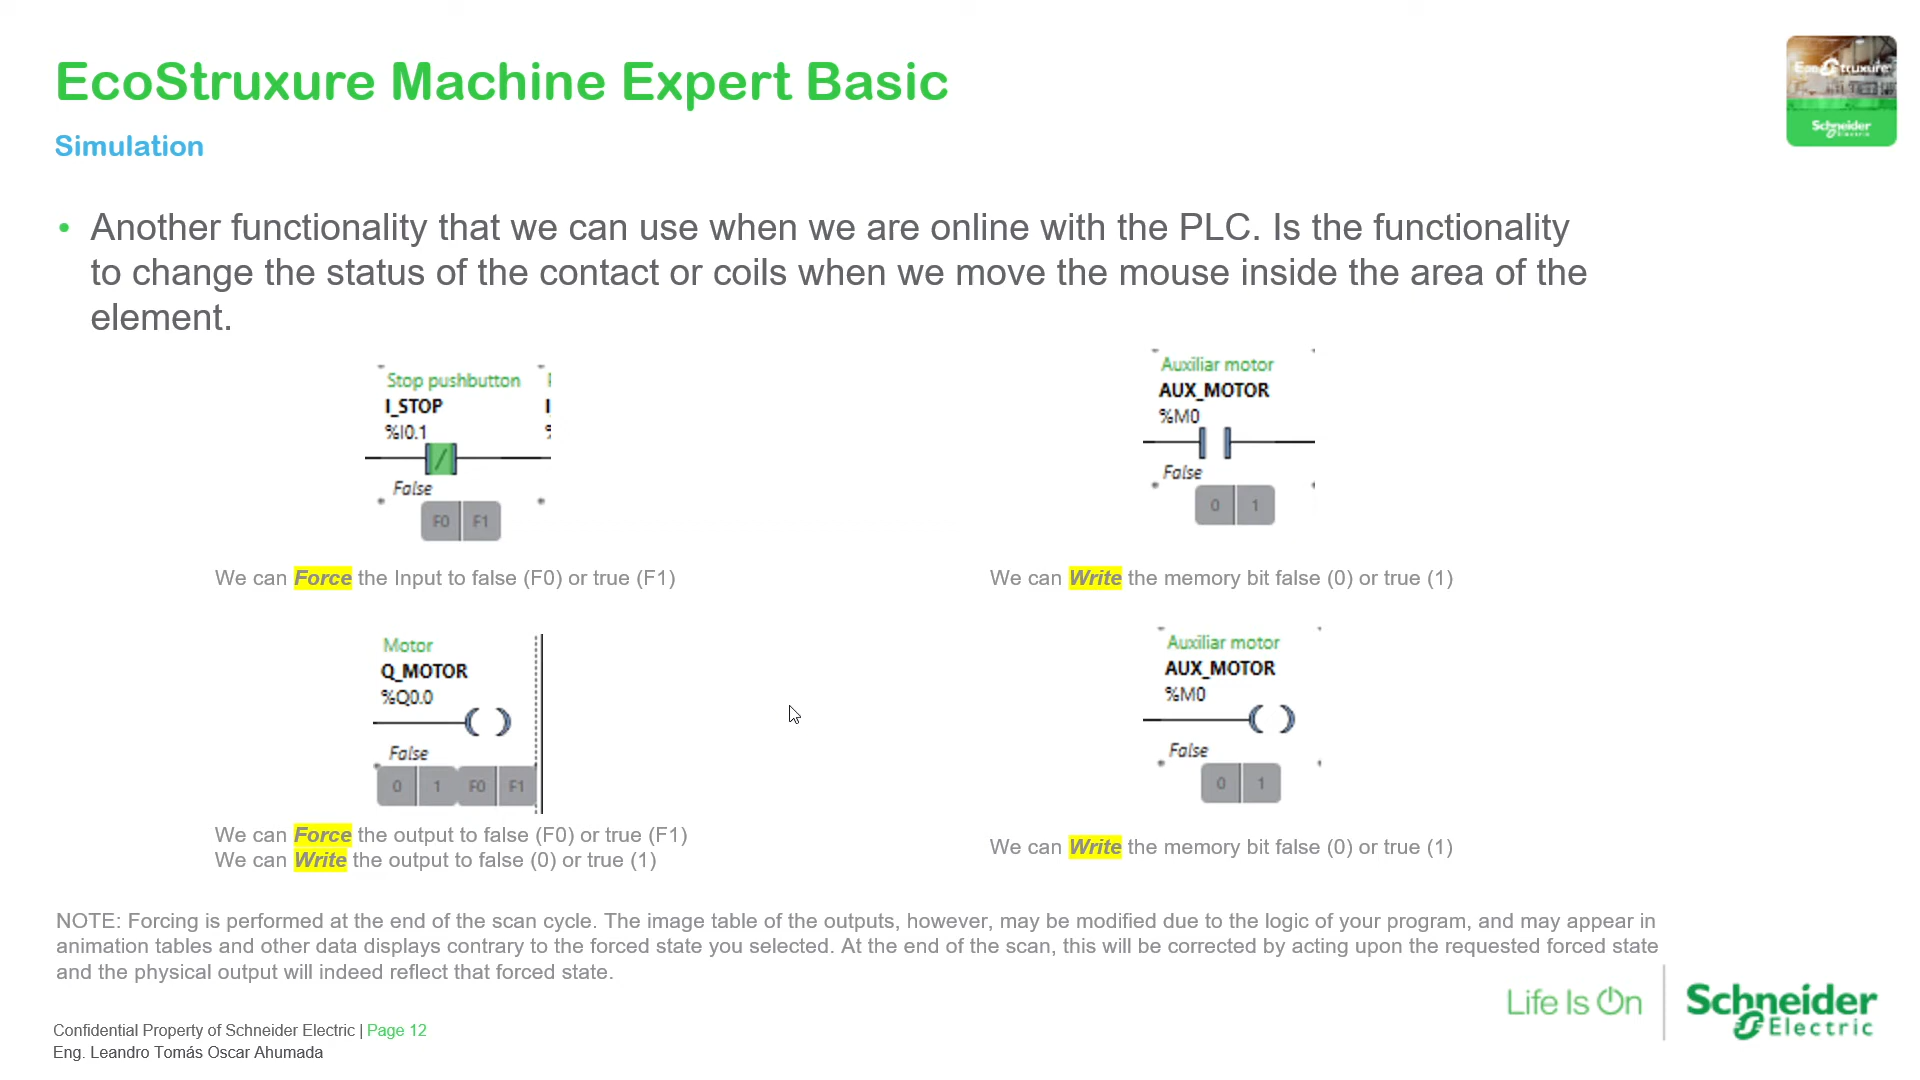 EcoStruxure Machine Expert Basic
Simulation
EcoStruxure
Schneider
Electric
• Another functionality that we can use when we are online with the PLC. Is the functionality
to change the status of the contact or coils when we move the mouse inside the area of the
element.
Stop pushbutton
I_STOP
%I0.1
False
F0 F1
We can Force the Input to false (F0) or true (F1)
Auxiliar motor
AUX_MOTOR
%M0
False
0 1
We can Write the memory bit false (0) or true (1)
Motor
Q_MOTOR
%Q0.0
False
0 1 F0 F1
We can Force the output to false (F0) or true (F1)
We can Write the output to false (0) or true (1)
Auxiliar motor
AUX_MOTOR
%M0
False
0 1
We can Write the memory bit false (0) or true (1)
NOTE: Forcing is performed at the end of the scan cycle. The image table of the outputs, however, may be modified due to the logic of your program, and may appear in
animation tables and other data displays contrary to the forced state you selected. At the end of the scan, this will be corrected by acting upon the requested forced state
and the physical output will indeed reflect that forced state.
Life Is On
Schneider
Electric
Confidential Property of Schneider Electric | Page 12
Eng. Leandro Tomás Oscar Ahumada